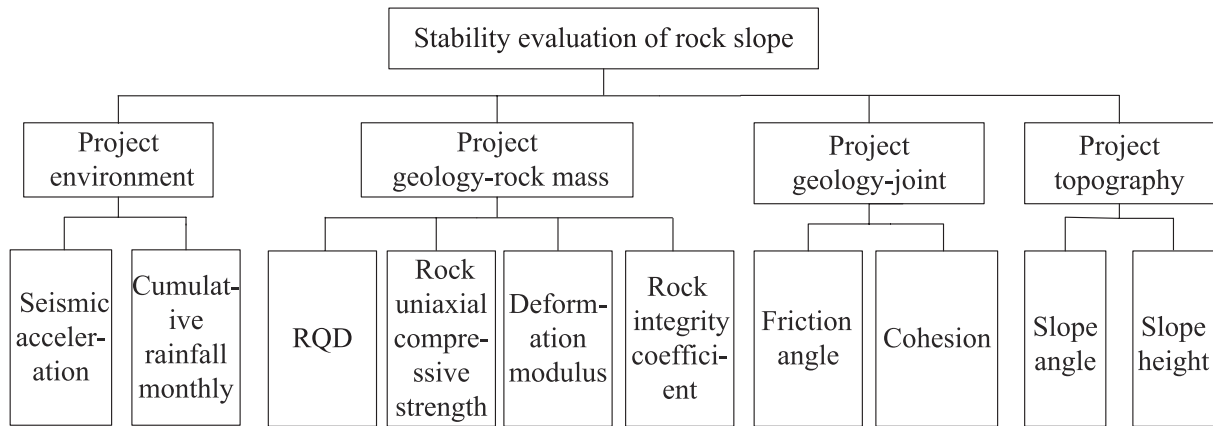 Stability evaluation of rock slope
Project
environment
Project
geology-rock mass
Project
geology-joint
Project
topography
Seismic
acceler-
ation
Cumulat-
ive
rainfall
monthly
RQD
Rock
uniaxial
compre-
ssive
strength
Deform-
ation
modulus
Rock
integrity
coeffici-
ent
Friction
angle
Cohesion
Slope
angle
Slope
height